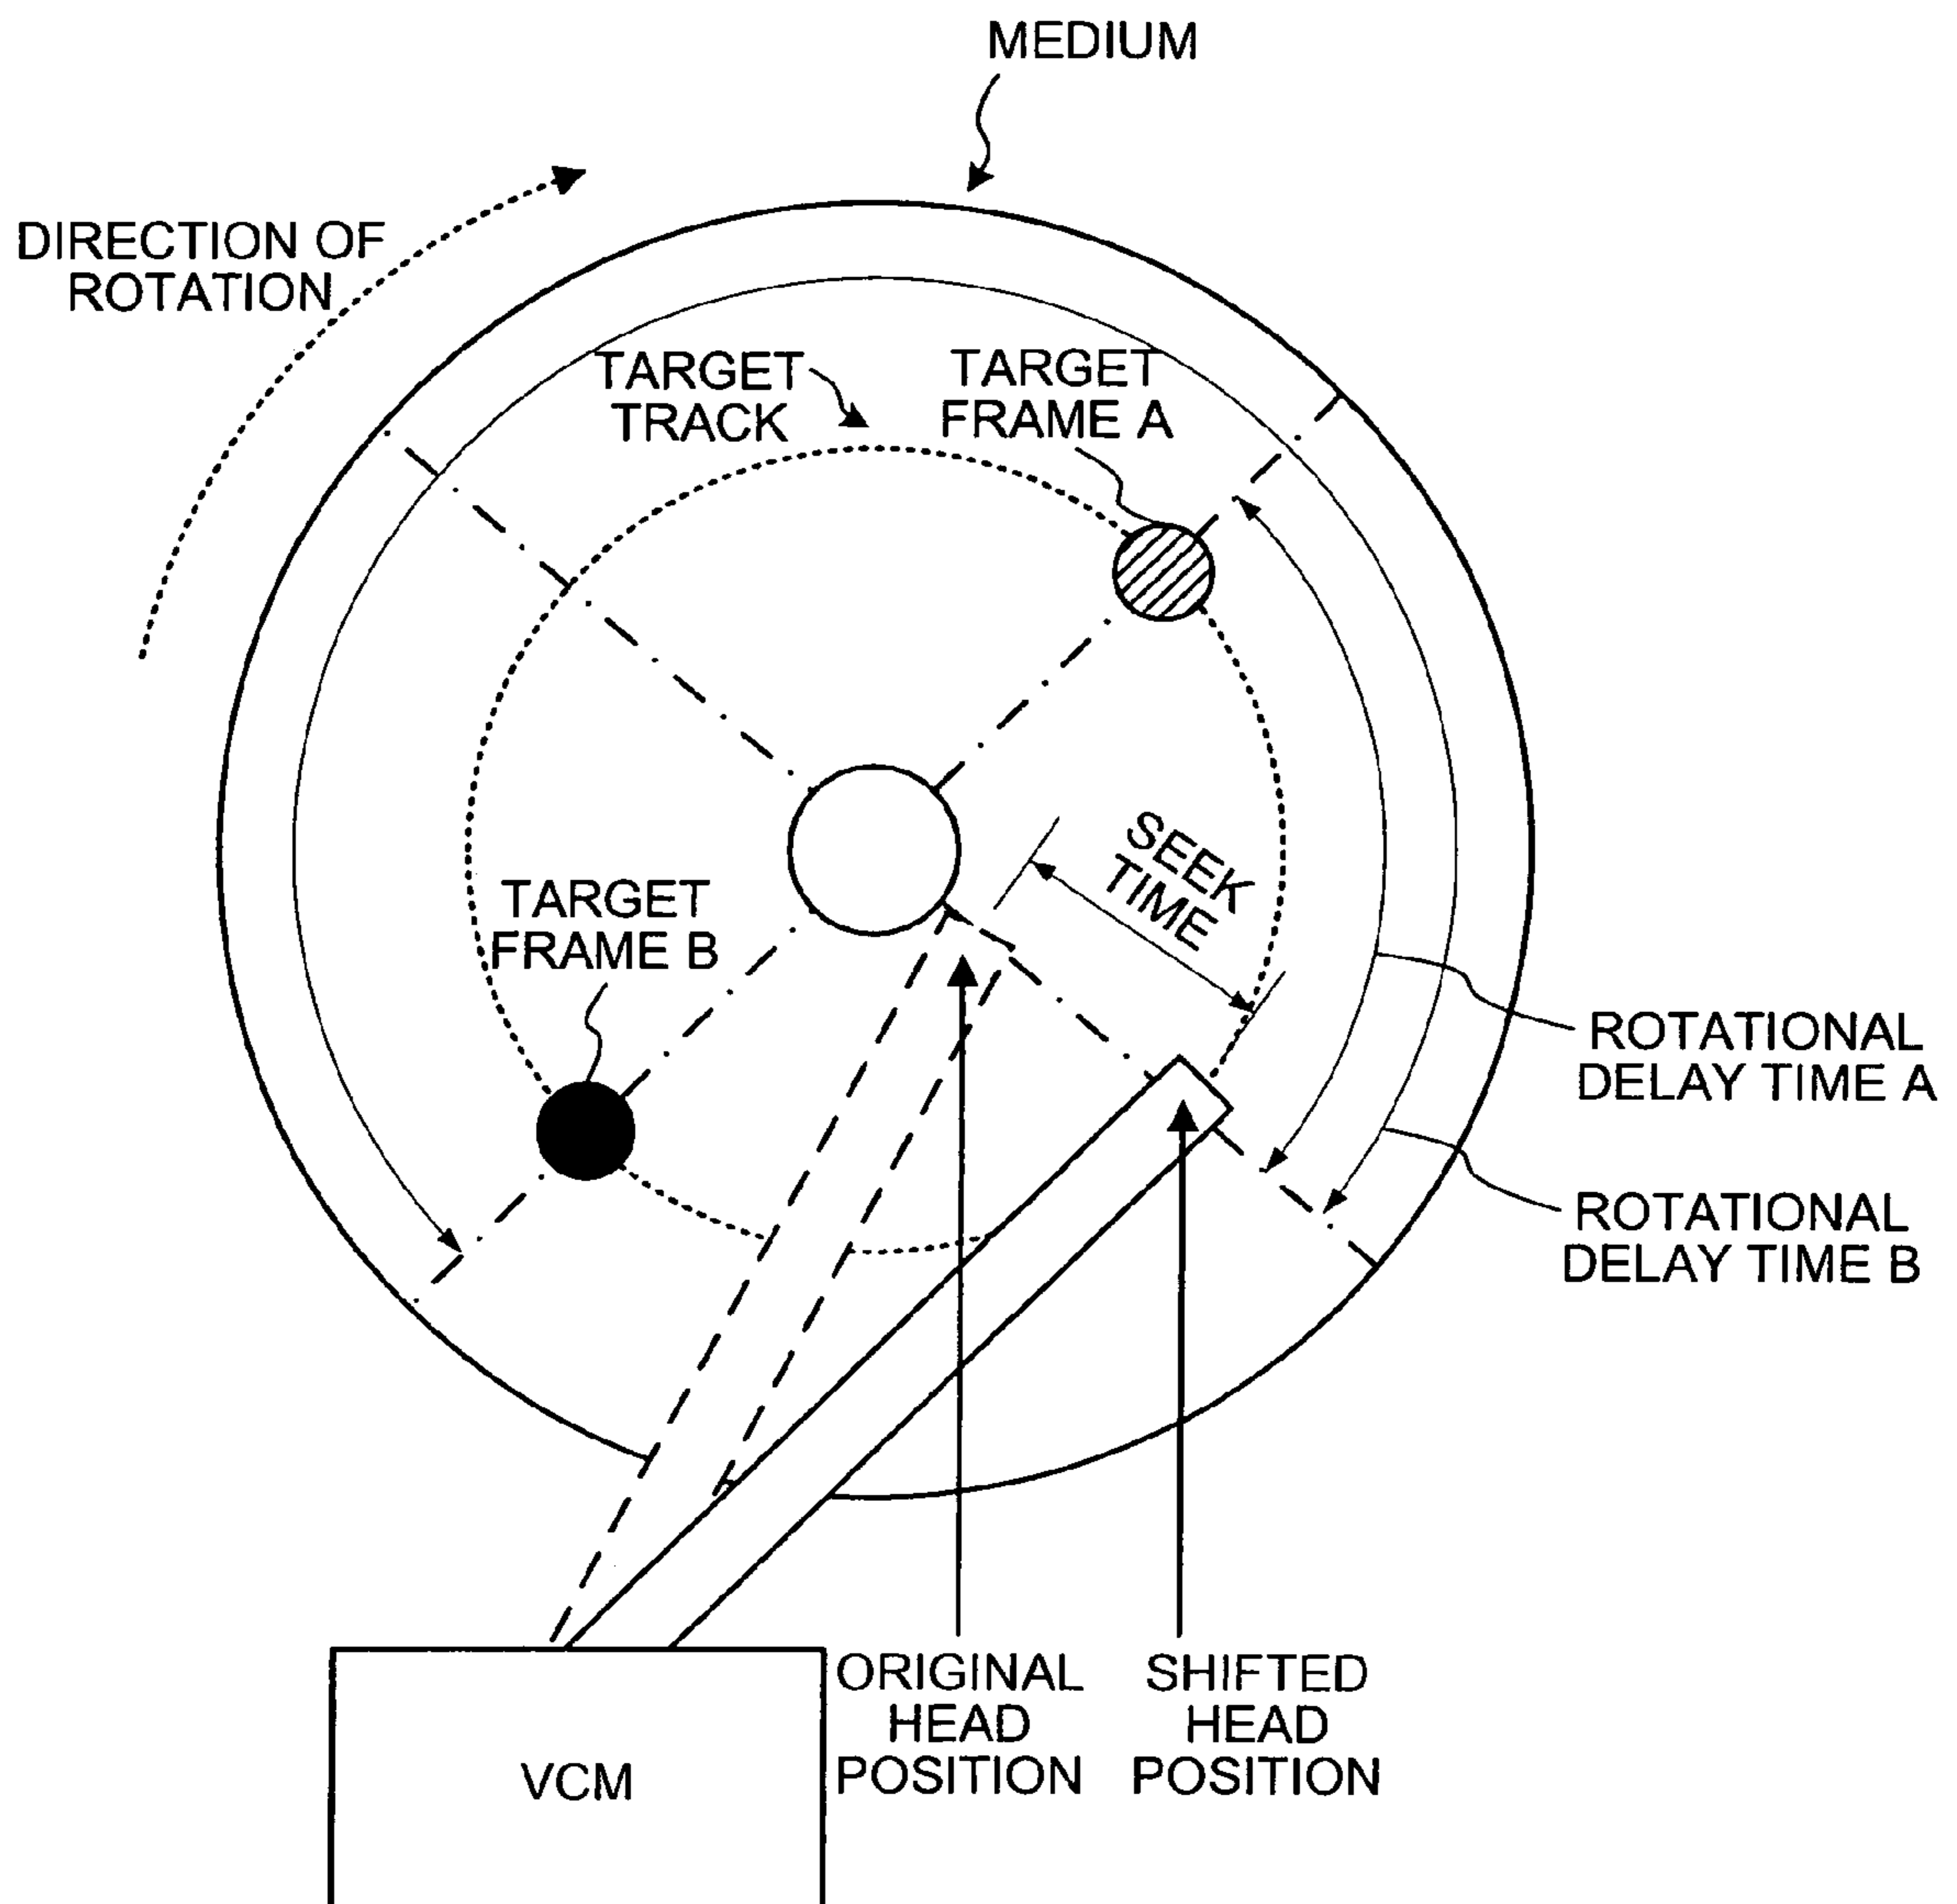 MEDIUM
DIRECTION OF
ROTATION
TARGET
TRACK
TARGET
FRAME A
SEEK
TIME
TARGET
FRAME B
ROTATIONAL
DELAY TIME A
ROTATIONAL
DELAY TIME B
ORIGINAL
HEAD
POSITION
SHIFTED
HEAD
POSITION
VCM